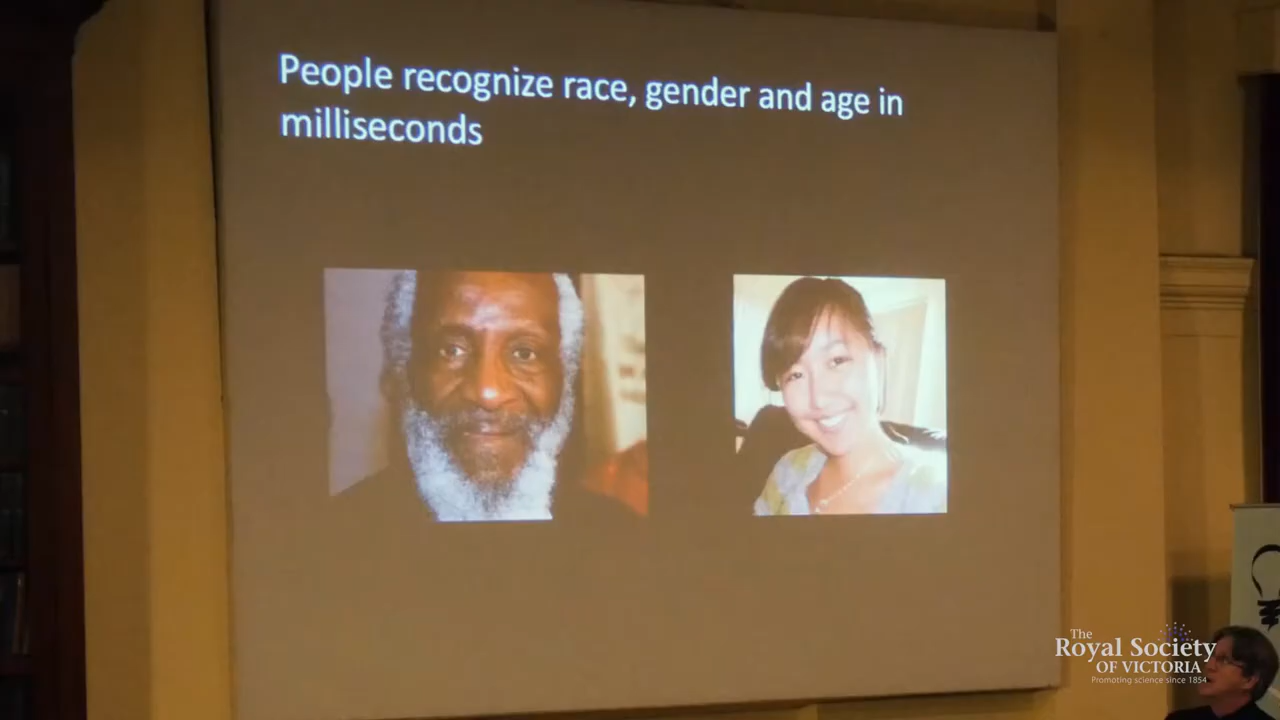 People recognize race, gender and age in
milliseconds
The
Royal Society
OF VICTORIA
Promoting science since 1854